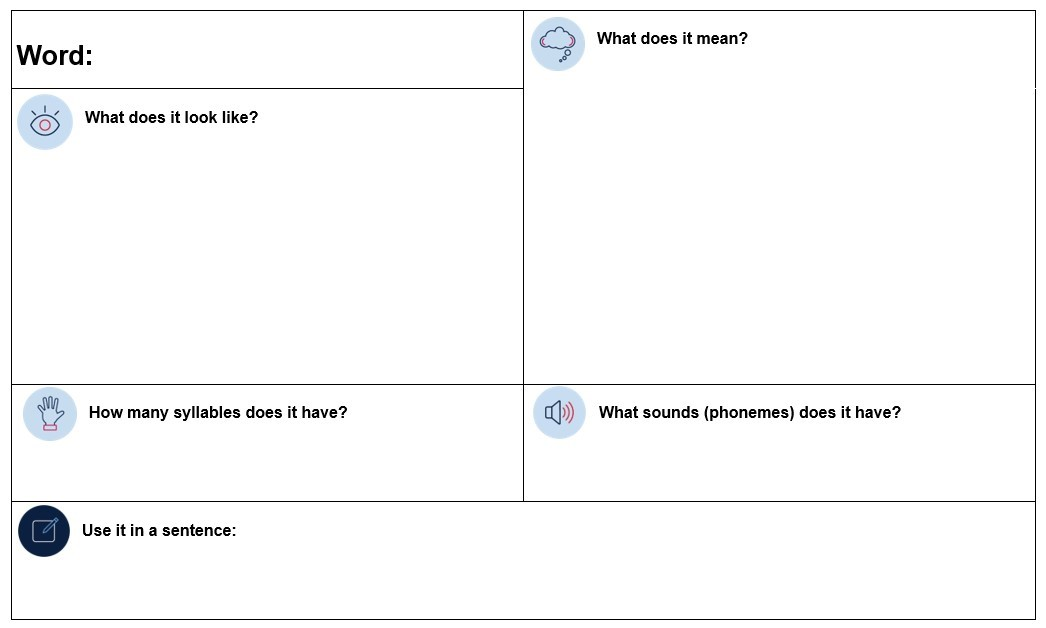 Word:
What does it mean?
What does it look like?
How many syllables does it have?
What sounds (phonemes) does it have?
Use it in a sentence: